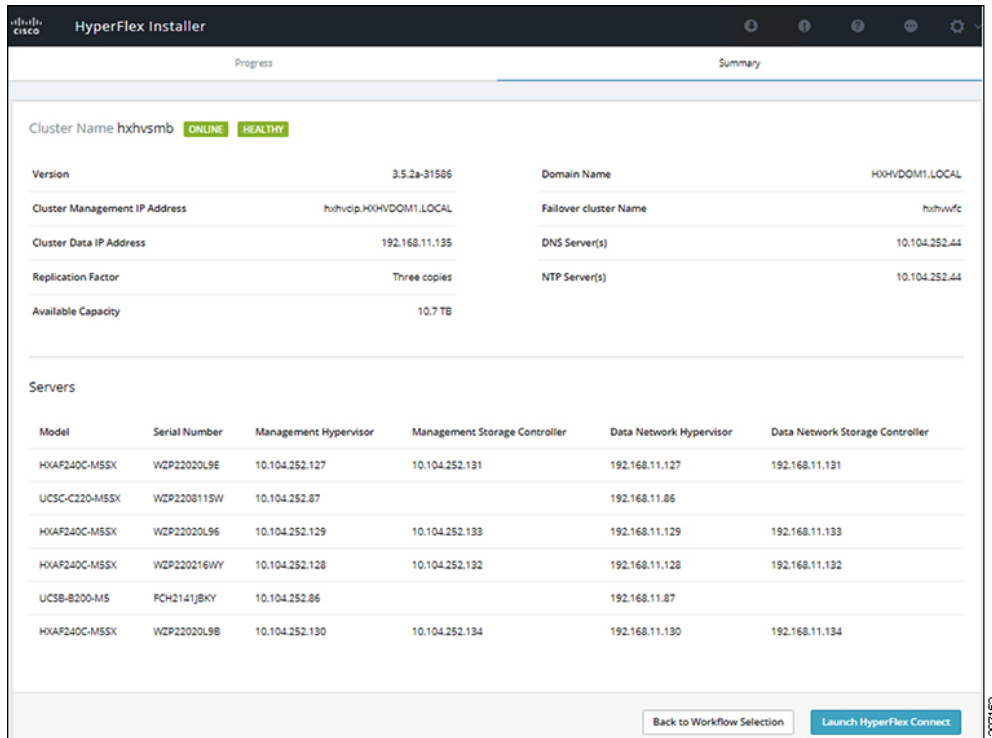 cisco HyperFlex Installer
Progress Summary
Cluster Name hxhvsmb ONLINE HEALTHY
Version 3.5.2a-31586 Domain Name HXHVDOM1.LOCAL
Cluster Management IP Address hxhvcip.HXHVDOM1.LOCAL Failover cluster Name hxhvwfc
Cluster Data IP Address 192.168.11.135 DNS Server(s) 10.104.252.44
Replication Factor Three copies NTP Server(s) 10.104.252.44
Available Capacity 10.7 TB
Servers
Model Serial Number Management Hypervisor Management Storage Controller Data Network Hypervisor Data Network Storage Controller
HXAF240C-M5SX WZP22020L9E 10.104.252.127 10.104.252.131 192.168.11.127 192.168.11.131
UCSC-C220-M5SX WZP220811SW 10.104.252.87 192.168.11.86
HXAF240C-M5SX WZP22020L96 10.104.252.129 10.104.252.133 192.168.11.129 192.168.11.133
HXAF240C-M5SX WZP220216WY 10.104.252.128 10.104.252.132 192.168.11.128 192.168.11.132
UCSB-B200-M5 FCH2141JBKY 10.104.252.86 192.168.11.87
HXAF240C-M5SX WZP22020L9B 10.104.252.130 10.104.252.134 192.168.11.130 192.168.11.134
Back to Workflow Selection Launch HyperFlex Connect